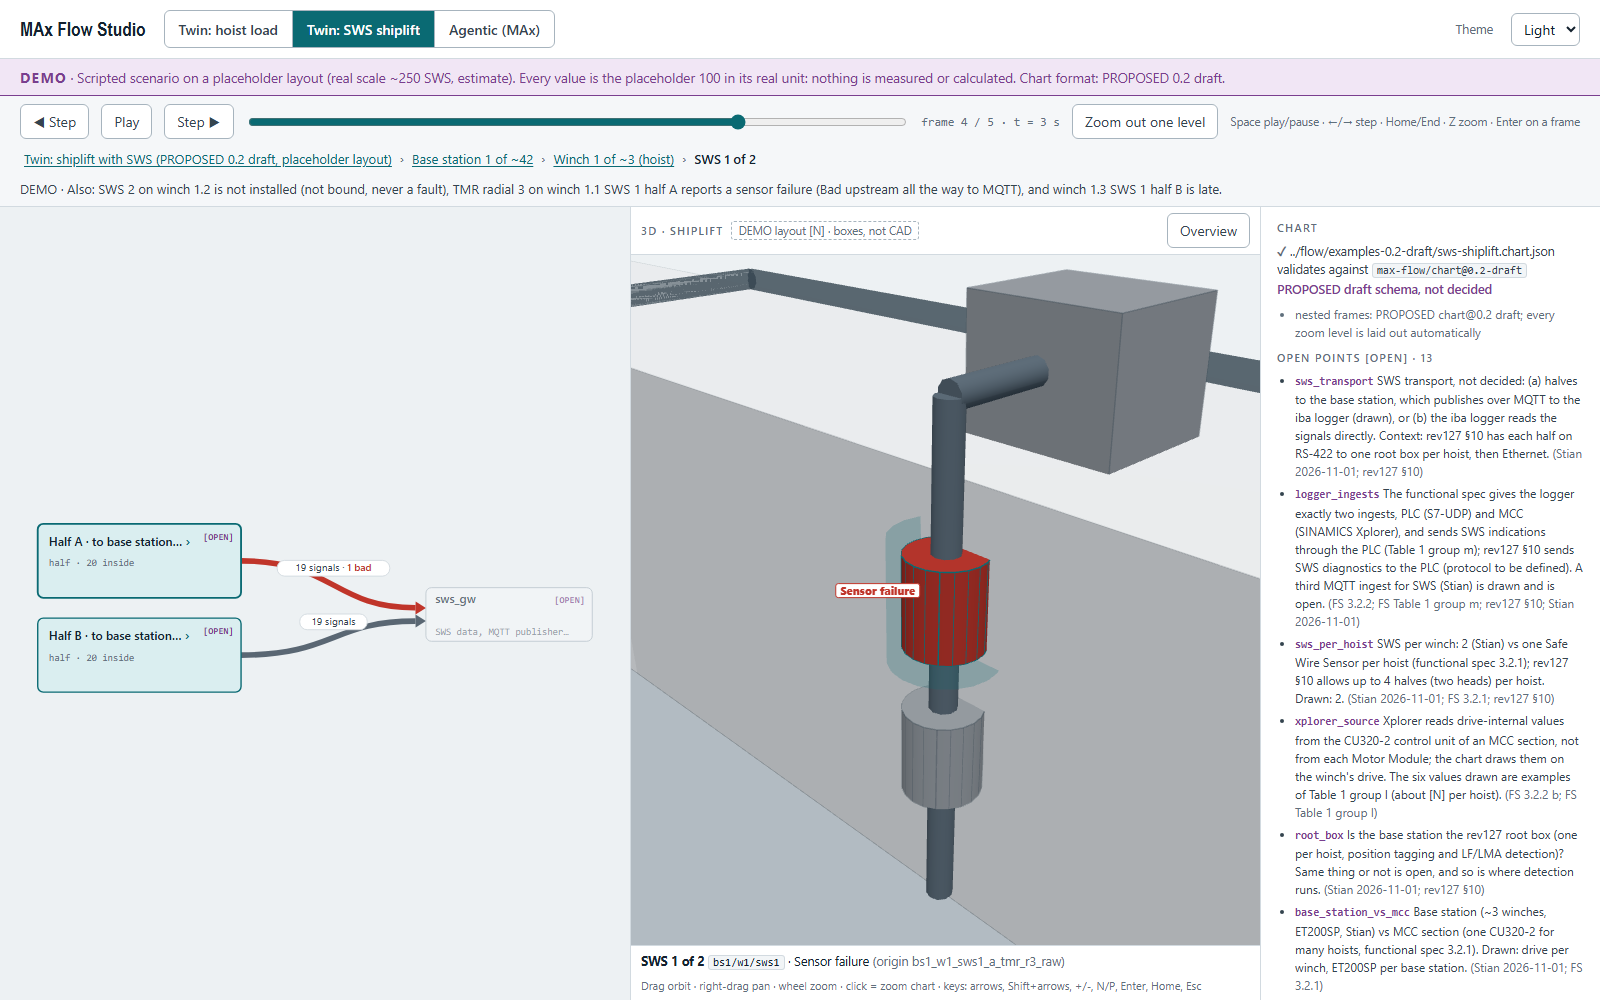 MAx Flow Studio
Twin: hoist load
Twin: SWS shiplift
Agentic (MAx)
Theme
Light
DEMO · Scripted scenario on a placeholder layout (real scale ~250 SWS, estimate). Every value is the placeholder 100 in its real unit: nothing is measured or calculated. Chart format: PROPOSED 0.2 draft.
◀ Step
Play
Step ▶
frame 4 / 5 · t = 3 s
Zoom out one level
Space play/pause · ←/→ step · Home/End · Z zoom · Enter on a frame
Twin: shiplift with SWS (PROPOSED 0.2 draft, placeholder layout) › Base station 1 of ~42 › Winch 1 of ~3 (hoist) › SWS 1 of 2
DEMO · Also: SWS 2 on winch 1.2 is not installed (not bound, never a fault), TMR radial 3 on winch 1.1 SWS 1 half A reports a sensor failure (Bad upstream all the way to MQTT), and winch 1.3 SWS 1 half B is late.
Half A · to base station... ›
[OPEN]
half · 20 inside
19 signals · 1 bad
Half B · to base station... ›
[OPEN]
half · 20 inside
19 signals
sws_gw
[OPEN]
SWS data, MQTT publisher…
3D · SHIPLIFT
DEMO layout [N] · boxes, not CAD
Overview
Sensor failure
SWS 1 of 2 bs1/w1/sws1 · Sensor failure (origin bs1_w1_sws1_a_tmr_r3_raw)
Drag orbit · right-drag pan · wheel zoom · click = zoom chart · keys: arrows, Shift+arrows, +/-, N/P, Enter, Home, Esc
CHART
✓ ../flow/examples-0.2-draft/sws-shiplift.chart.json
validates against max-flow/chart@0.2-draft
PROPOSED draft schema, not decided
• nested frames: PROPOSED chart@0.2 draft; every
zoom level is laid out automatically
OPEN POINTS [OPEN] · 13
• sws_transport SWS transport, not decided: (a) halves
to the base station, which publishes over MQTT to the
iba logger (drawn), or (b) the iba logger reads the
signals directly. Context: rev127 §10 has each half on
RS-422 to one root box per hoist, then Ethernet. (Stian
2026-11-01; rev127 §10)
• logger_ingests The functional spec gives the logger
exactly two ingests, PLC (S7-UDP) and MCC
(SINAMICS Xplorer), and sends SWS indications
through the PLC (Table 1 group m); rev127 §10 sends
SWS diagnostics to the PLC (protocol to be defined). A
third MQTT ingest for SWS (Stian) is drawn and is
open. (FS 3.2.2; FS Table 1 group m; rev127 §10; Stian
2026-11-01)
• sws_per_hoist SWS per winch: 2 (Stian) vs one Safe
Wire Sensor per hoist (functional spec 3.2.1); rev127
§10 allows up to 4 halves (two heads) per hoist.
Drawn: 2. (Stian 2026-11-01; FS 3.2.1; rev127 §10)
• xplorer_source Xplorer reads drive-internal values
from the CU320-2 control unit of an MCC section, not
from each Motor Module; the chart draws them on
the winch's drive. The six values drawn are examples
of Table 1 group l (about [N] per hoist). (FS 3.2.2 b; FS
Table 1 group l)
• root_box Is the base station the rev127 root box (one
per hoist, position tagging and LF/LMA detection)?
Same thing or not is open, and so is where detection
runs. (Stian 2026-11-01; rev127 §10)
• base_station_vs_mcc Base station (~3 winches,
ET200SP, Stian) vs MCC section (one CU320-2 for
many hoists, functional spec 3.2.1). Drawn: drive per
winch, ET200SP per base station. (Stian 2026-11-01; FS
3.2.1)